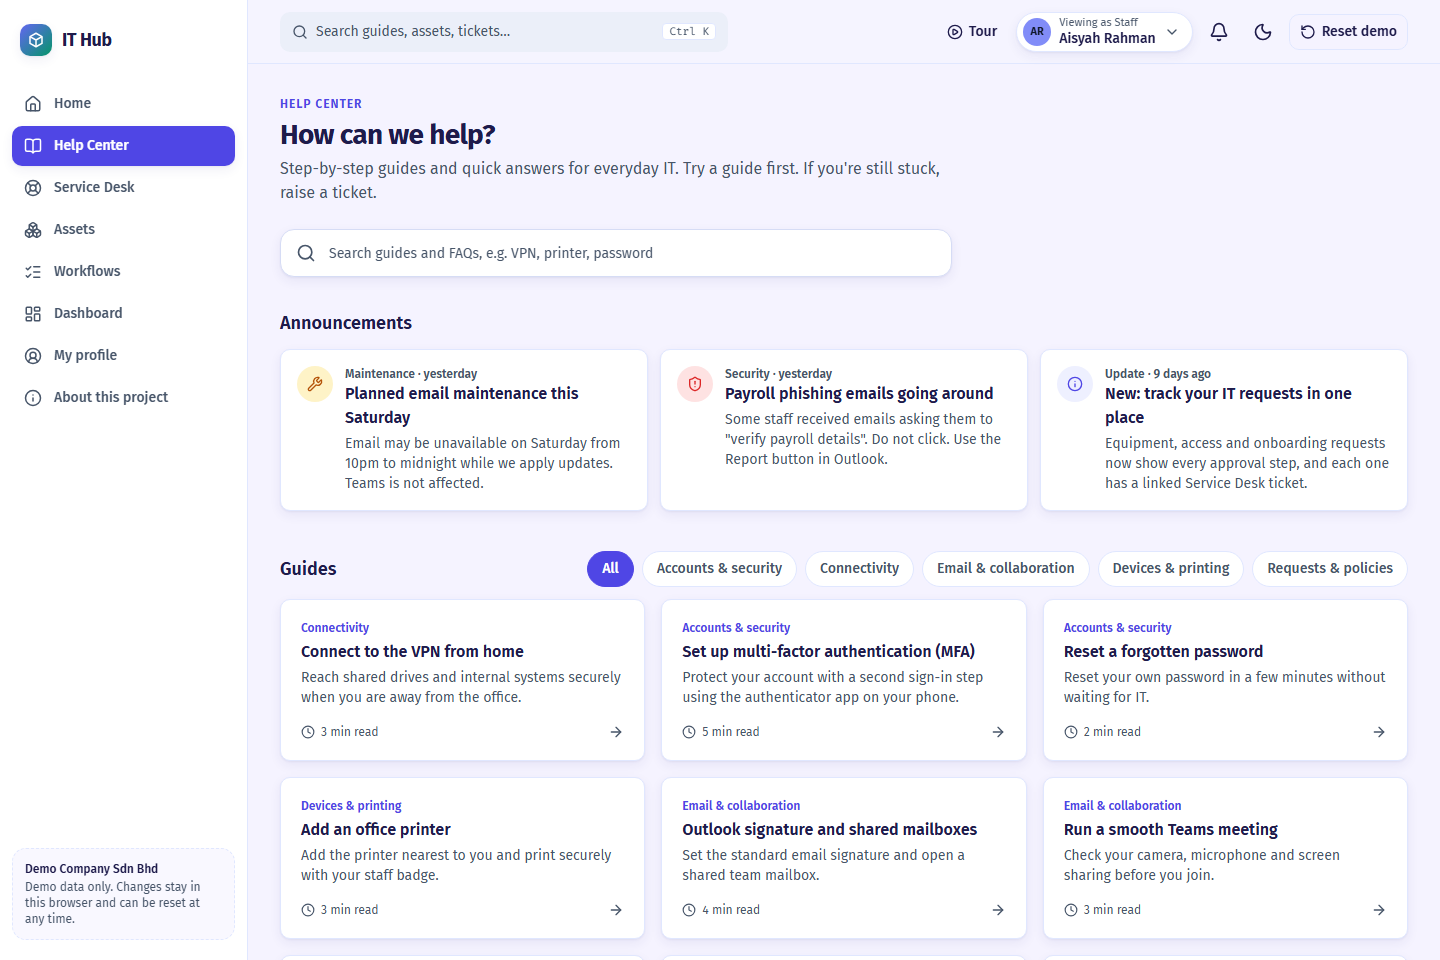 IT Hub
Home
Help Center
Service Desk
Assets
Workflows
Dashboard
My profile
About this project
Demo Company Sdn Bhd
Demo data only. Changes stay in
this browser and can be reset at
any time.
Search guides, assets, tickets...
Ctrl K
Tour
AR
Viewing as Staff
Aisyah Rahman
Reset demo
HELP CENTER
How can we help?
Step-by-step guides and quick answers for everyday IT. Try a guide first. If you're still stuck,
raise a ticket.
Search guides and FAQs, e.g. VPN, printer, password
Announcements
Maintenance · yesterday
Planned email maintenance this
Saturday
Email may be unavailable on Saturday from
10pm to midnight while we apply updates.
Teams is not affected.
Security · yesterday
Payroll phishing emails going around
Some staff received emails asking them to
"verify payroll details". Do not click. Use the
Report button in Outlook.
Update · 9 days ago
New: track your IT requests in one
place
Equipment, access and onboarding requests
now show every approval step, and each one
has a linked Service Desk ticket.
Guides
All
Accounts & security
Connectivity
Email & collaboration
Devices & printing
Requests & policies
Connectivity
Connect to the VPN from home
Reach shared drives and internal systems securely
when you are away from the office.
3 min read
Accounts & security
Set up multi-factor authentication (MFA)
Protect your account with a second sign-in step
using the authenticator app on your phone.
5 min read
Accounts & security
Reset a forgotten password
Reset your own password in a few minutes without
waiting for IT.
2 min read
Devices & printing
Add an office printer
Add the printer nearest to you and print securely
with your staff badge.
3 min read
Email & collaboration
Outlook signature and shared mailboxes
Set the standard email signature and open a
shared team mailbox.
4 min read
Email & collaboration
Run a smooth Teams meeting
Check your camera, microphone and screen
sharing before you join.
3 min read